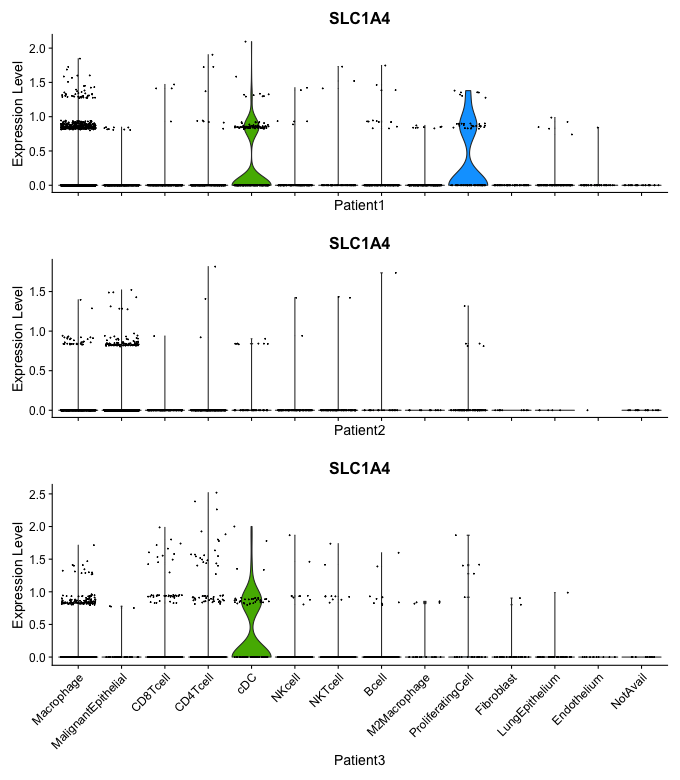 SLC1A4
Expression Level
2.0
1.5
1.0
0.5
0.0
Patient1
SLC1A4
Expression Level
1.5
1.0
0.5
0.0
Patient2
SLC1A4
Expression Level
2.5
2.0
1.5
1.0
0.5
0.0
Macrophage
MalignantEpithelial
CD8Tcell
CD4Tcell
cDC
NKcell
NKTcell
Bcell
M2Macrophage
ProliferatingCell
Fibroblast
LungEpithelium
Endothelium
NotAvail
Patient3